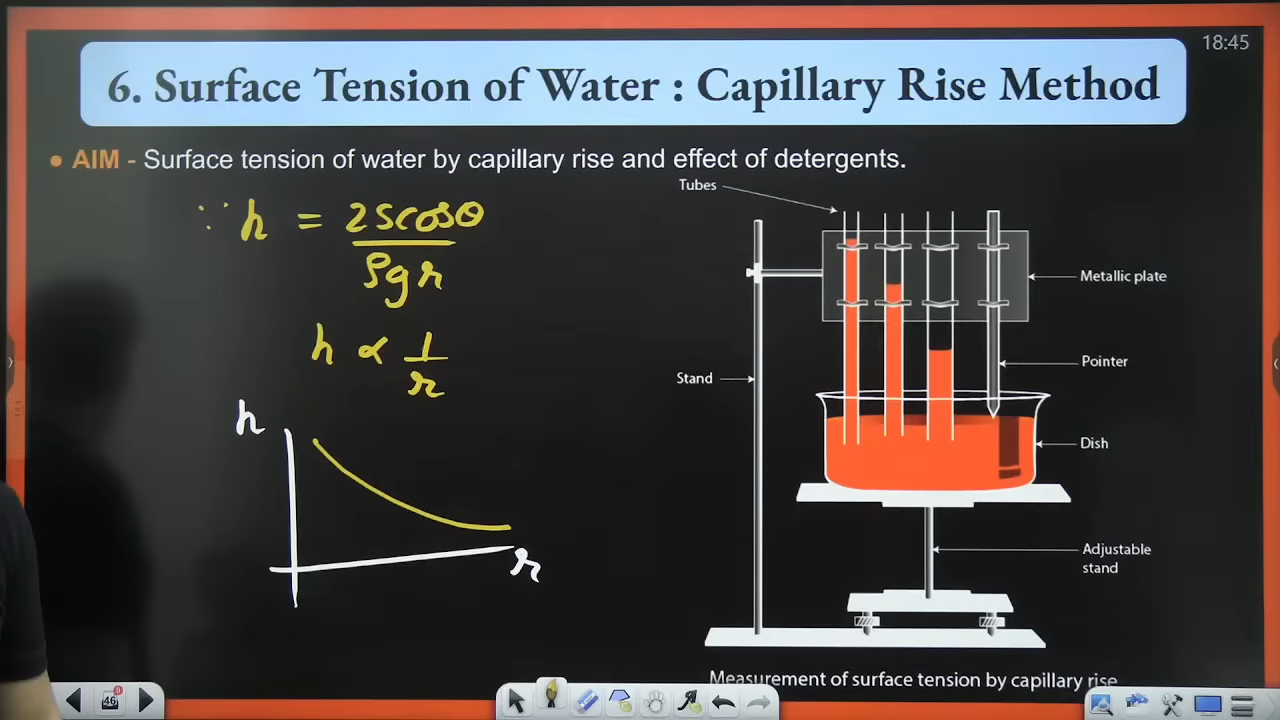 18:45
6. Surface Tension of Water : Capillary Rise Method
• AIM - Surface tension of water by capillary rise and effect of detergents.
∵ h = 2Scosθ / ρgr
h ∝ 1/r
h
r
Tubes
Metallic plate
Pointer
Stand
Dish
Adjustable
stand
Measurement of surface tension by capillary rise
46